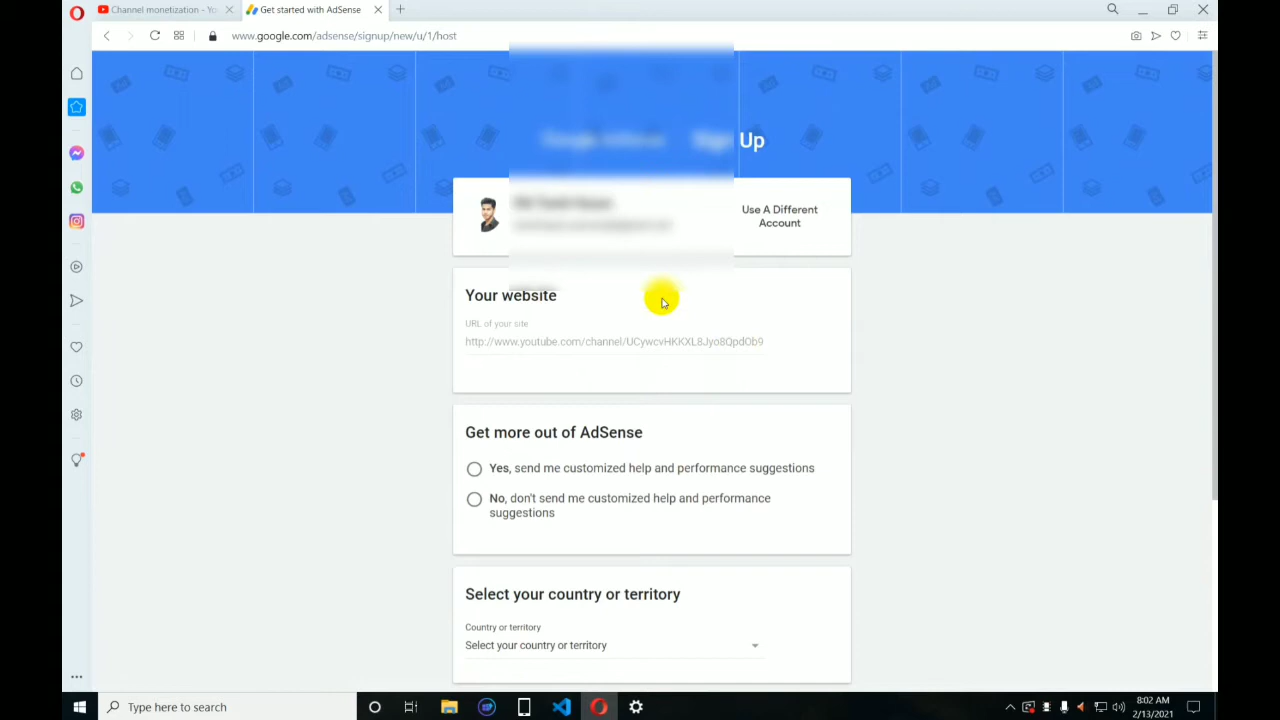 Channel monetization - Yo
Get started with AdSense
www.google.com/adsense/signup/new/u/1/host
Up
Use A Different
Account
Your website
URL of your site
http://www.youtube.com/channel/UCywcvHKKXL8Jyo8QpdOb9
Get more out of AdSense
Yes, send me customized help and performance suggestions
No, don't send me customized help and performance
suggestions
Select your country or territory
Country or territory
Select your country or territory
Type here to search
8:02 AM
2/13/2021